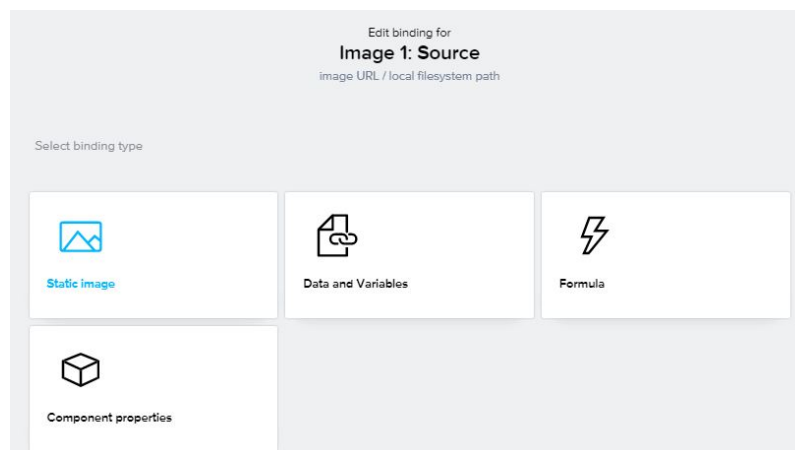 Edit binding for
Image 1: Source
image URL / local filesystem path
Select binding type
Static image
Data and Variables
Formula
Component properties